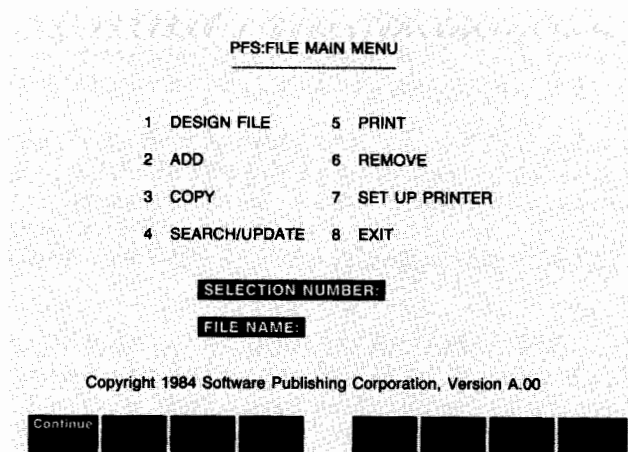 PFS:FILE MAIN MENU
1 DESIGN FILE 5 PRINT
2 ADD 6 REMOVE
3 COPY 7 SET UP PRINTER
4 SEARCH/UPDATE 8 EXIT
SELECTION NUMBER:
FILE NAME:
Copyright 1984 Software Publishing Corporation, Version A.00
Continue